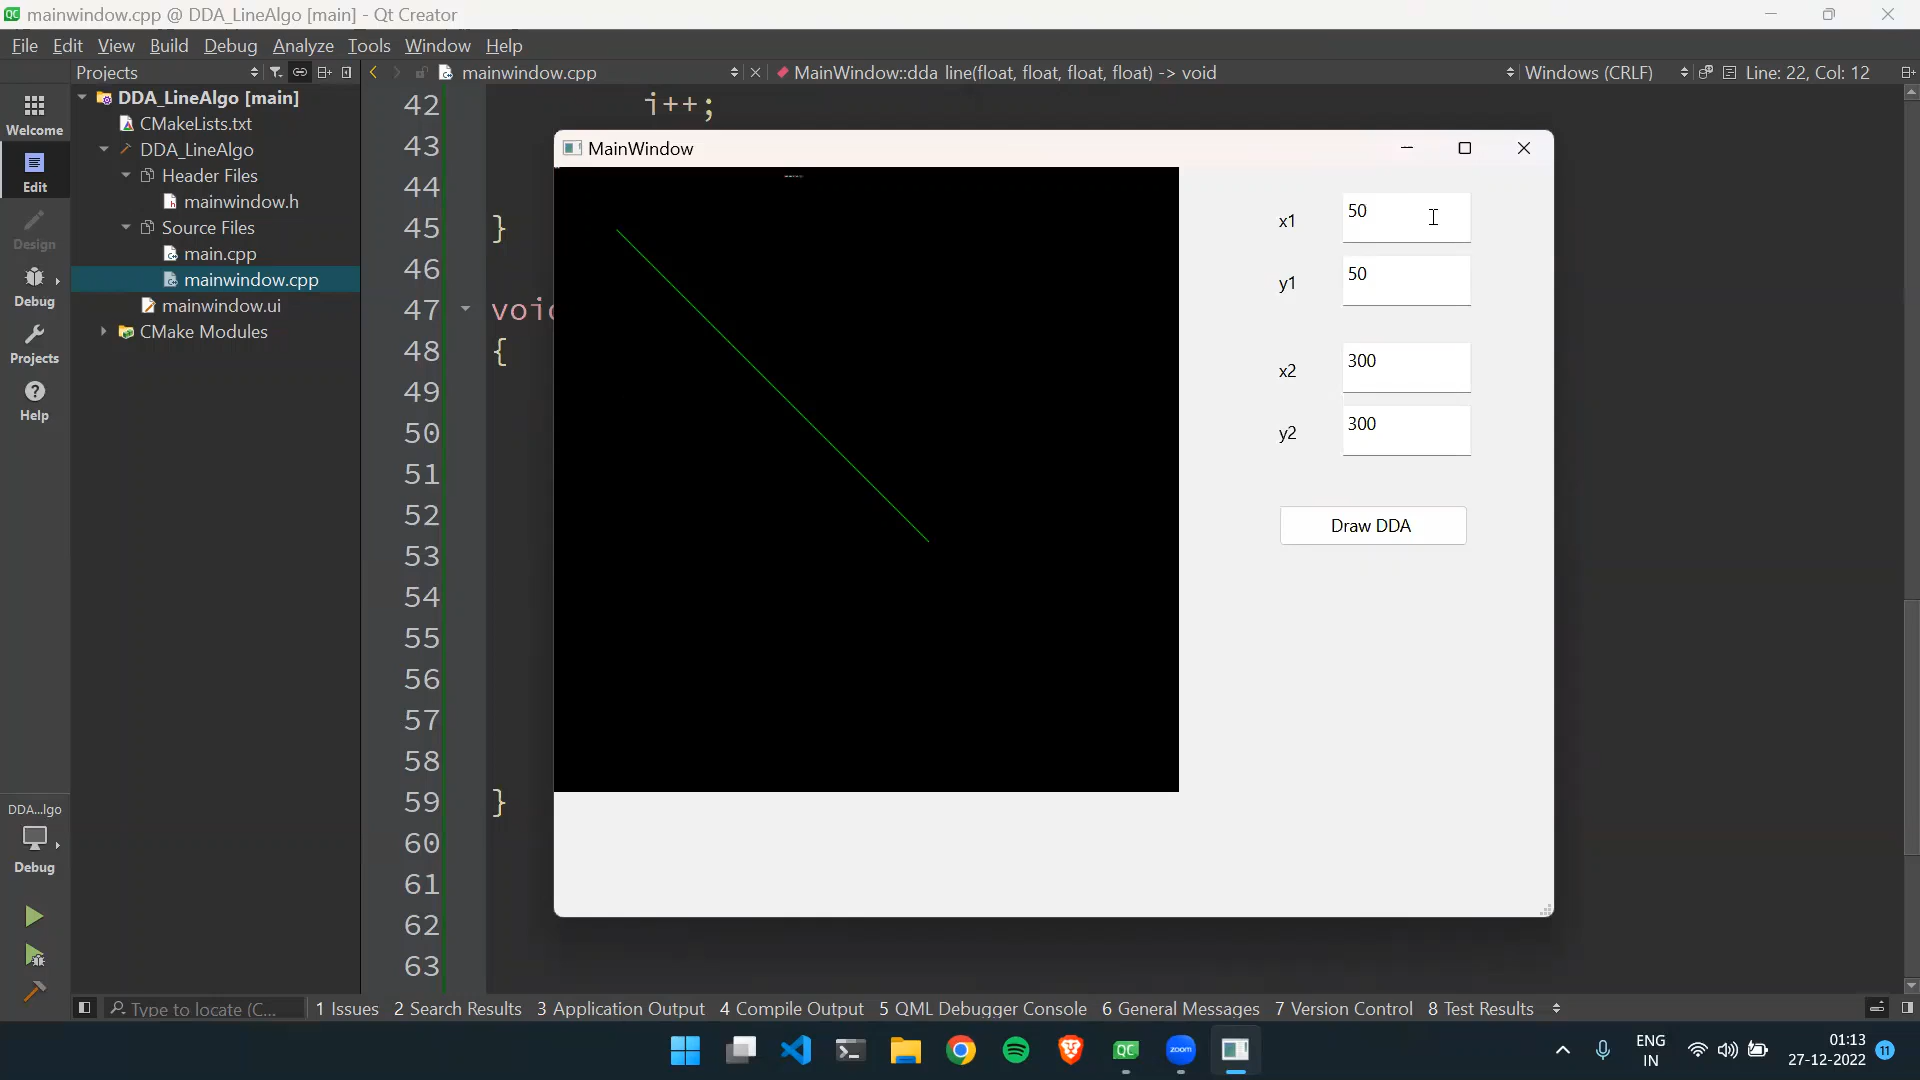 mainwindow.cpp @ DDA_LineAlgo [main] - Qt Creator
File Edit View Build Debug Analyze Tools Window Help
Projects mainwindow.cpp MainWindow::dda line(float, float, float, float) -> void Windows (CRLF) Line: 22, Col: 12
Welcome
Edit
Design
Debug
Projects
Help
DDA_LineAlgo [main]
CMakeLists.txt
DDA_LineAlgo
Header Files
mainwindow.h
Source Files
main.cpp
mainwindow.cpp
mainwindow.ui
CMake Modules
42 i++;
43
44
45 }
46
47 voi
48 {
49
50
51
52
53
54
55
56
57
58
59 }
60
61
62
63
MainWindow
x1 50
y1 50
x2 300
y2 300
Draw DDA
DDA...lgo
Debug
Type to locate (C... 1 Issues 2 Search Results 3 Application Output 4 Compile Output 5 QML Debugger Console 6 General Messages 7 Version Control 8 Test Results
QC zoom
ENG
IN
01:13
27-12-2022
11